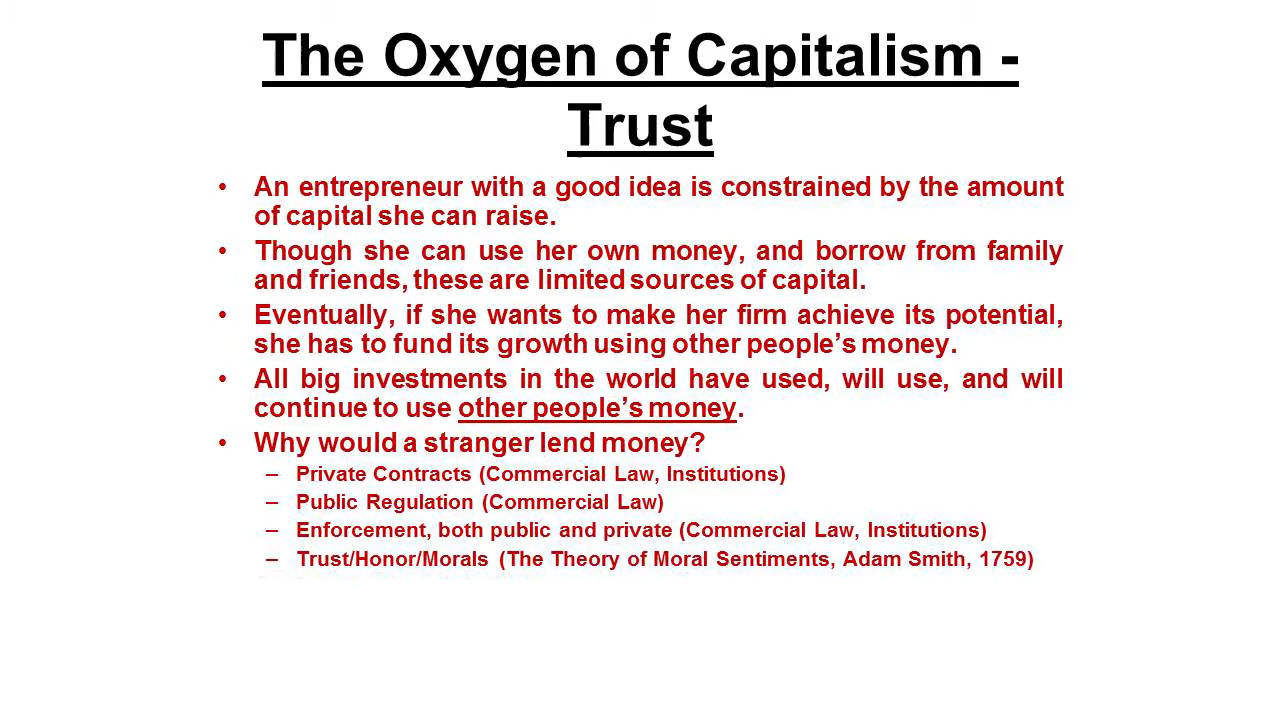 The Oxygen of Capitalism -
Trust
• An entrepreneur with a good idea is constrained by the amount
of capital she can raise.
• Though she can use her own money, and borrow from family
and friends, these are limited sources of capital.
• Eventually, if she wants to make her firm achieve its potential,
she has to fund its growth using other people’s money.
• All big investments in the world have used, will use, and will
continue to use other people’s money.
• Why would a stranger lend money?
– Private Contracts (Commercial Law, Institutions)
– Public Regulation (Commercial Law)
– Enforcement, both public and private (Commercial Law, Institutions)
– Trust/Honor/Morals (The Theory of Moral Sentiments, Adam Smith, 1759)